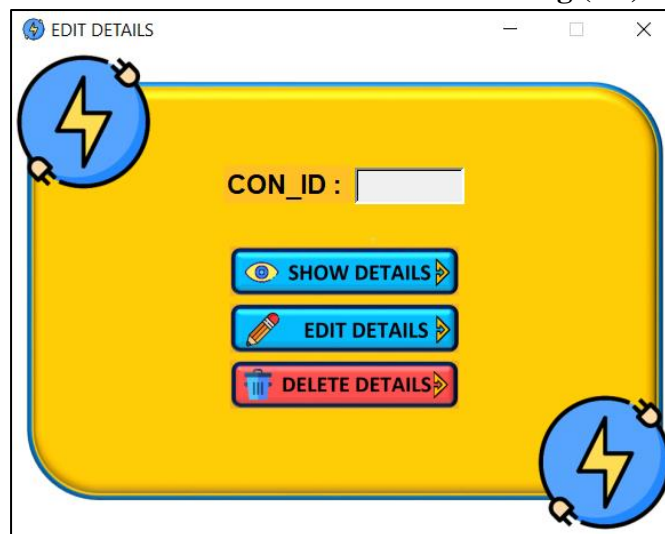 EDIT DETAILS
CON_ID :
SHOW DETAILS
EDIT DETAILS
DELETE DETAILS